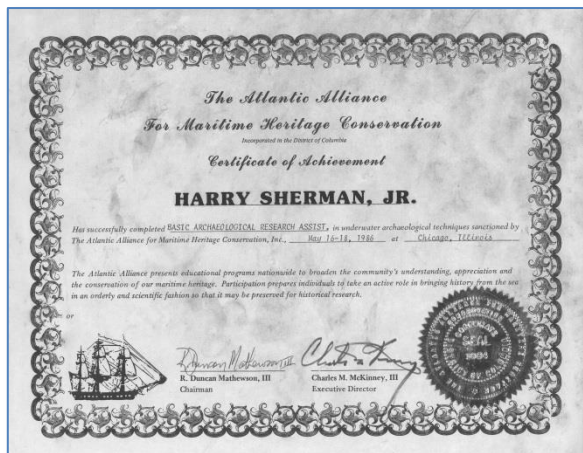 The Atlantic Alliance
For Maritime Heritage Conservation
Incorporated in the District of Columbia
Certificate of Achievement
HARRY SHERMAN, JR.
Has successfully completed BASIC ARCHAEOLOGICAL RESEARCH ASSIST, in underwater archaeological techniques sanctioned by
The Atlantic Alliance for Maritime Heritage Conservation, Inc., May 16-18, 1986 at Chicago, Illinois
The Atlantic Alliance presents educational programs nationwide to broaden the community's understanding, appreciation and
the conservation of our maritime heritage. Participation prepares individuals to take an active role in bringing history from the sea
in an orderly and scientific fashion so that it may be preserved for historical research.
or
R. Duncan Mathewson, III
R. Duncan Mathewson, III
Chairman
Charles M. McKinney, III
Executive Director